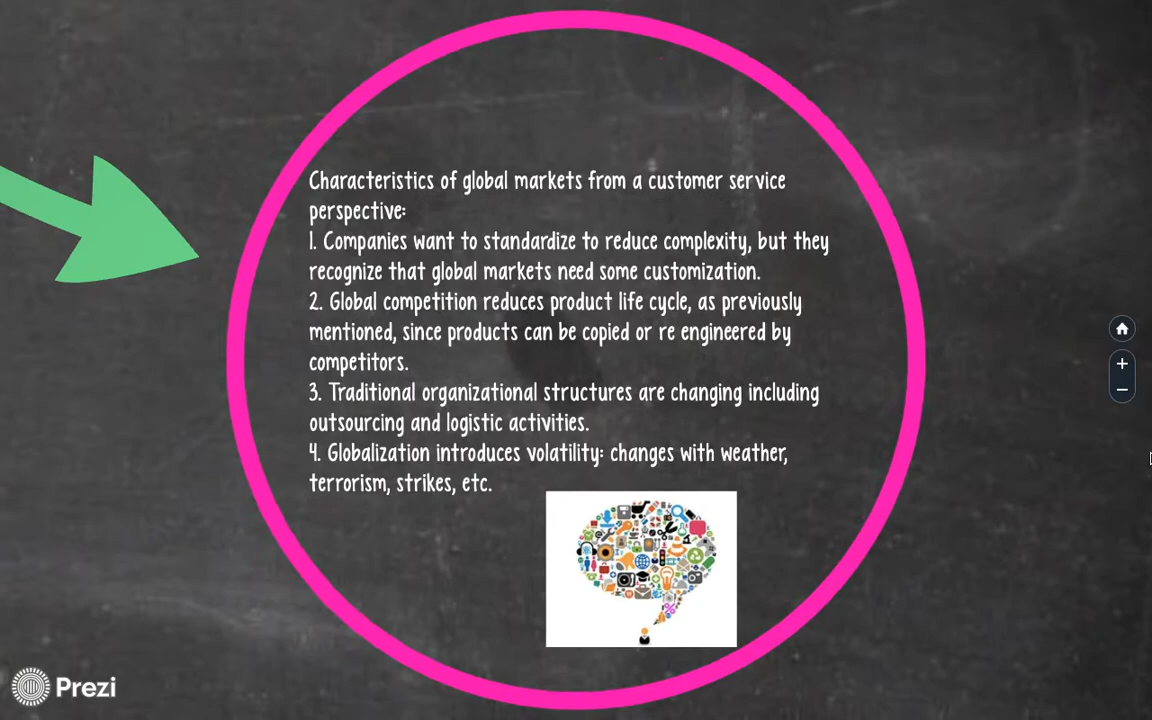 Characteristics of global markets from a customer service
perspective:
1. Companies want to standardize to reduce complexity, but they
recognize that global markets need some customization.
2. Global competition reduces product life cycle, as previously
mentioned, since products can be copied or re engineered by
competitors.
3. Traditional organizational structures are changing including
outsourcing and logistic activities.
4. Globalization introduces volatility: changes with weather,
terrorism, strikes, etc.
Prezi